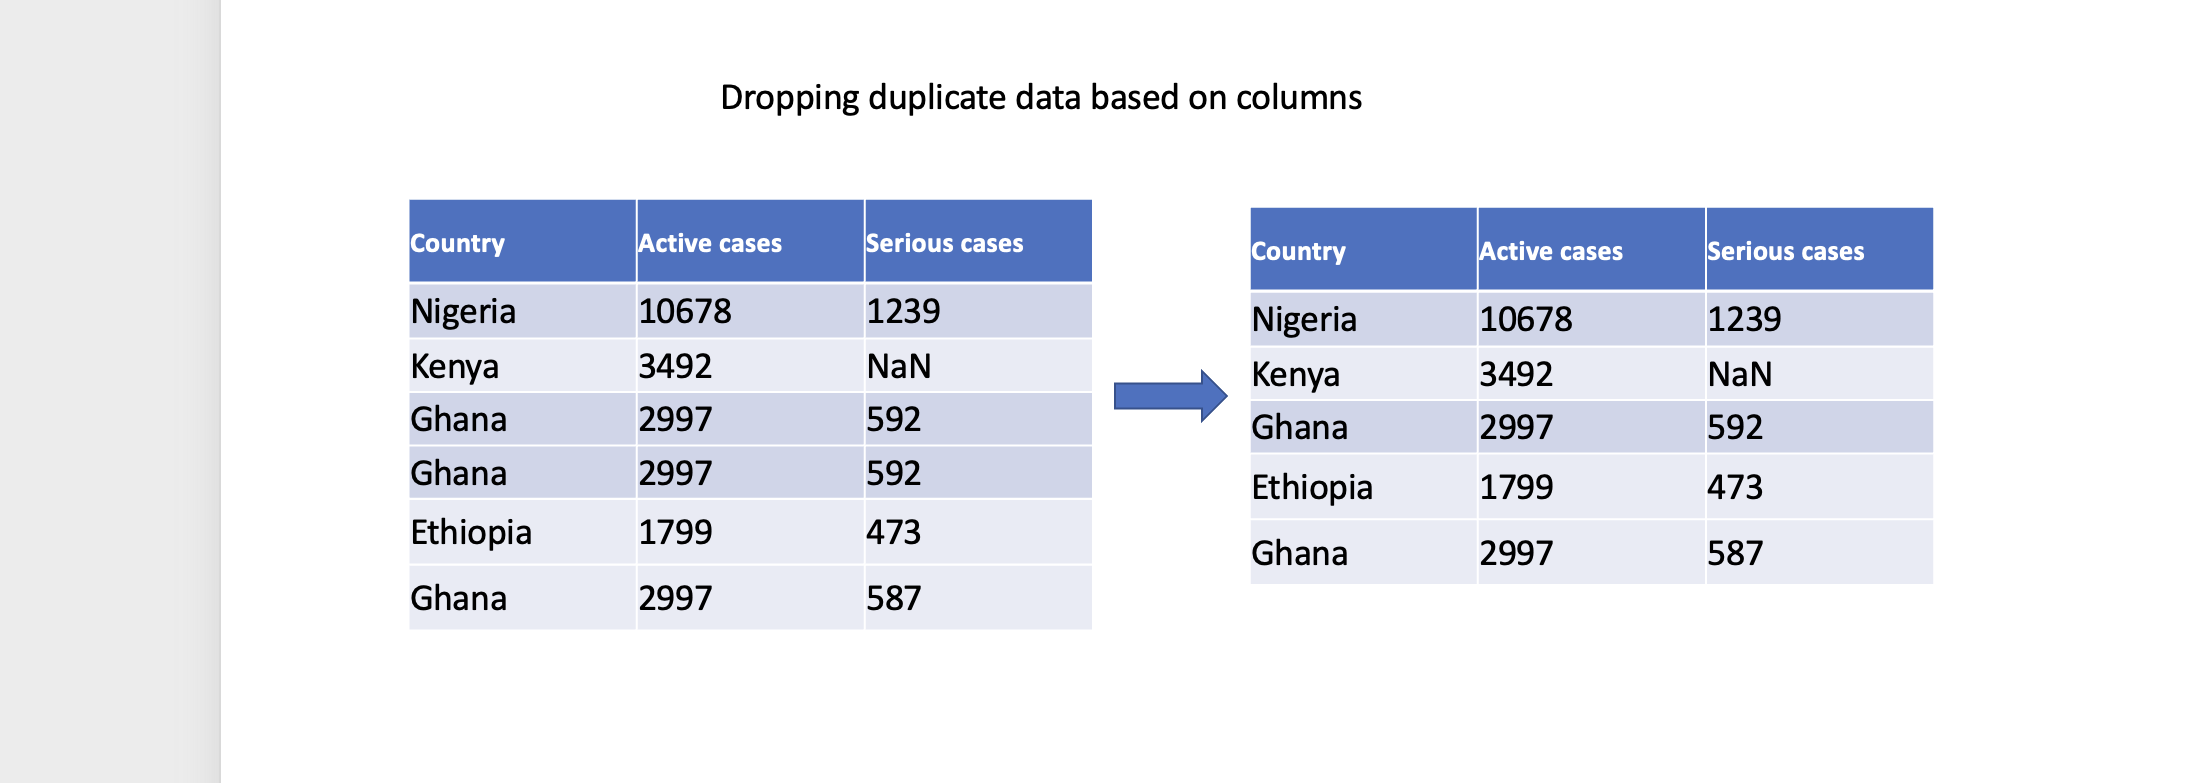 Dropping duplicate data based on columns
Country Active cases Serious cases
Nigeria 10678 1239
Kenya 3492 NaN
Ghana 2997 592
Ghana 2997 592
Ethiopia 1799 473
Ghana 2997 587
Country Active cases Serious cases
Nigeria 10678 1239
Kenya 3492 NaN
Ghana 2997 592
Ethiopia 1799 473
Ghana 2997 587